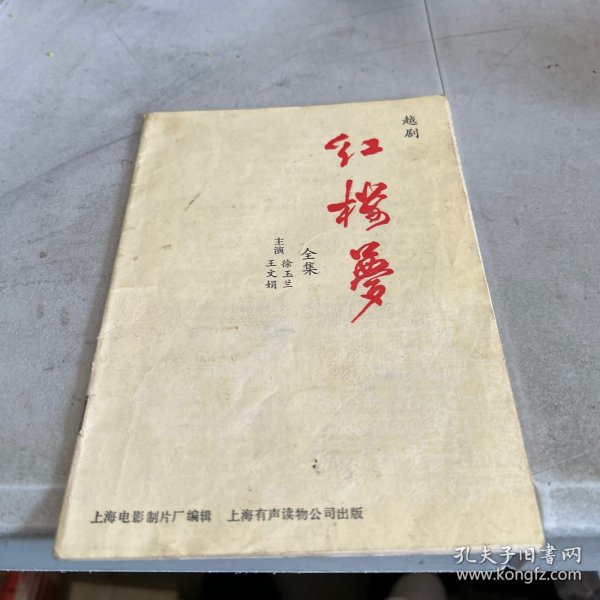 越剧
红楼梦
全集
主演 徐玉兰
王文娟
上海电影制片厂编辑 上海有声读物公司出版
孔夫子旧书网
www.kongfz.com